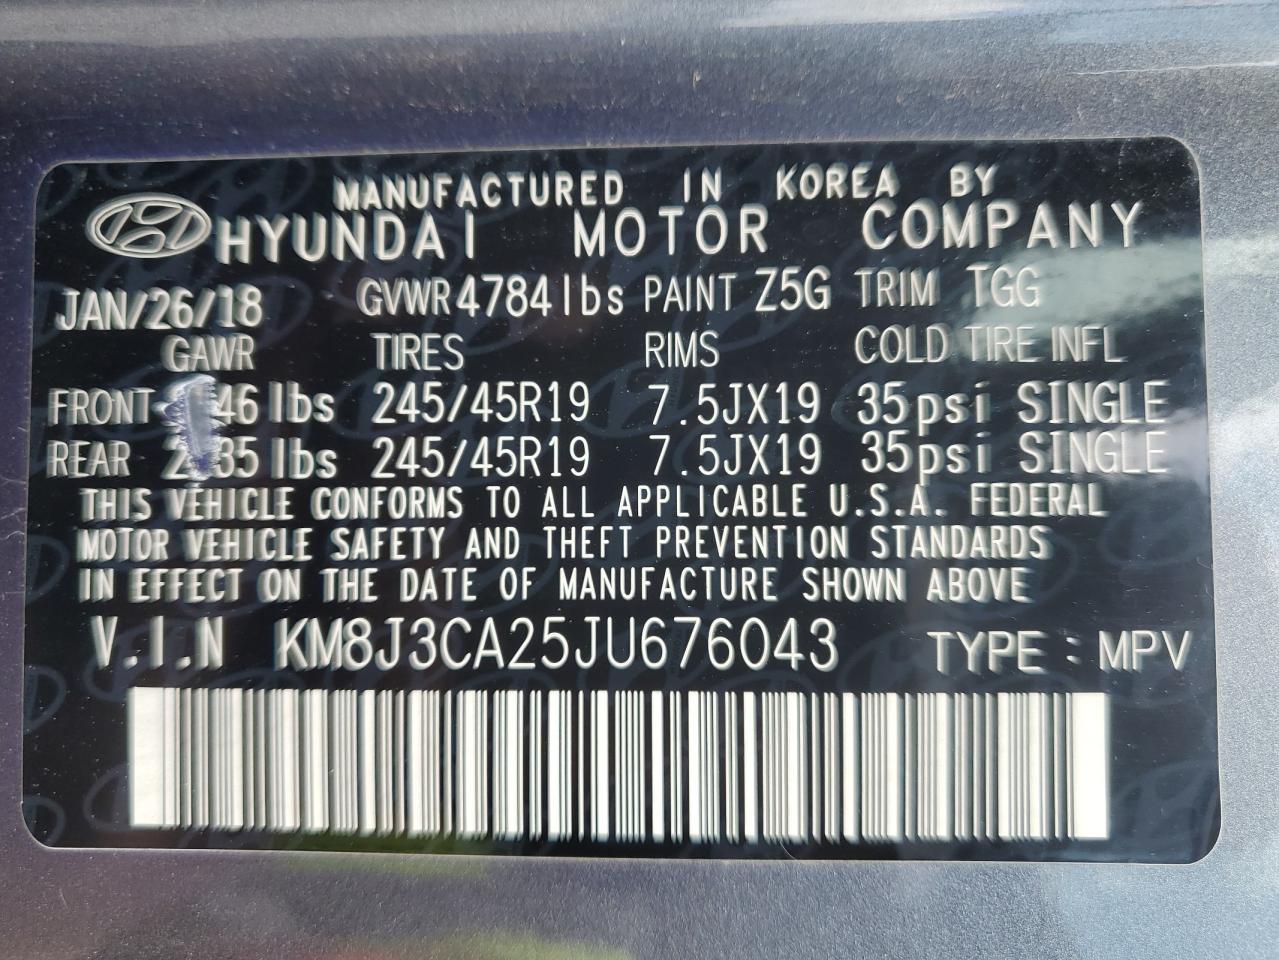 MANUFACTURED IN KOREA BY
HYUNDAI MOTOR COMPANY
JAN/26/18 GVWR 4784lbs PAINT Z5G TRIM TGG
GAWR TIRES RIMS COLD TIRE INFL
FRONT lbs 245/45R19 7.5JX19 35psi SINGLE
REAR lbs 245/45R19 7.5JX19 35psi SINGLE
THIS VEHICLE CONFORMS TO ALL APPLICABLE U.S.A. FEDERAL
MOTOR VEHICLE SAFETY AND THEFT PREVENTION STANDARDS
IN EFFECT ON THE DATE OF MANUFACTURE SHOWN ABOVE
V.I.N KM8J3CA25JU676043 TYPE : MPV